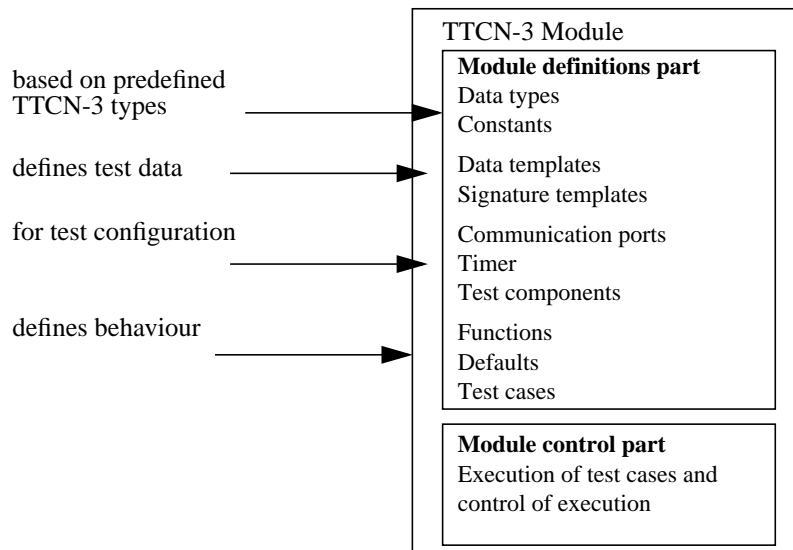 TTCN-3 Module
based on predefined
TTCN-3 types
defines test data
for test configuration
defines behaviour
Module definitions part
Data types
Constants
Data templates
Signature templates
Communication ports
Timer
Test components
Functions
Defaults
Test cases
Module control part
Execution of test cases and
control of execution